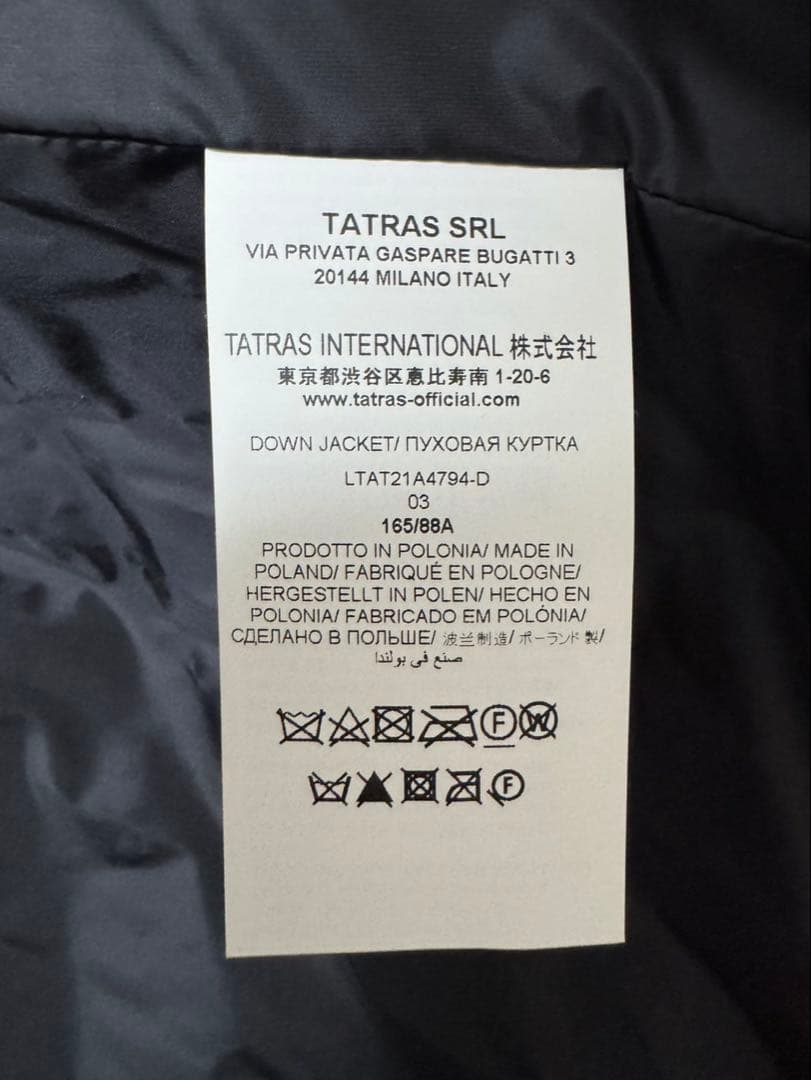 TATRAS SRL
VIA PRIVATA GASPARE BUGATTI 3
20144 MILANO ITALY
TATRAS INTERNATIONAL 株式会社
東京都渋谷区恵比寿南 1-20-6
www.tatras-official.com
DOWN JACKET/ ПУХОВАЯ КУРТКА
LTAT21A4794-D
03
165/88A
PRODOTTO IN POLONIA/ MADE IN
POLAND/ FABRIQUÉ EN POLOGNE/
HERGESTELLT IN POLEN/ HECHO EN
POLONIA/ FABRICADO EM POLÓNIA/
СДЕЛАНО В ПОЛЬШЕ/ 波兰制造/ ポーランド 製/
صنع في بولندا
F W
F